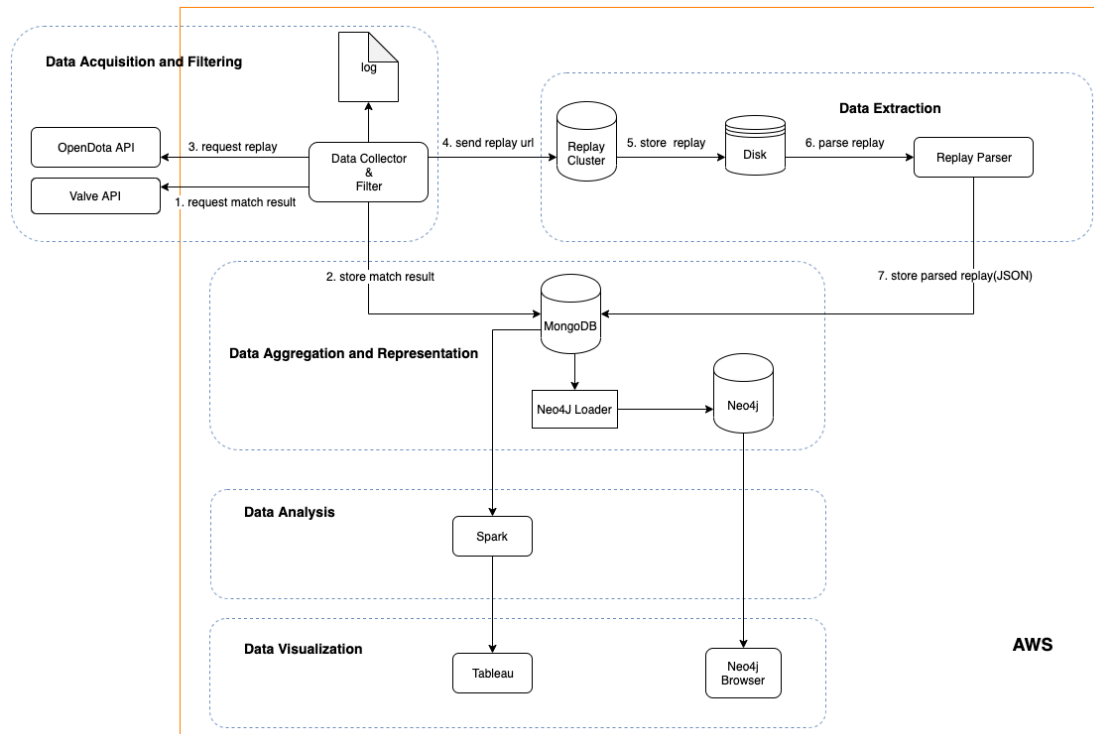 Data Acquisition and Filtering
log
Data Extraction
OpenDota API
3. request replay
Data Collector
&
Filter
4. send replay url
Replay
Cluster
5. store  replay
Disk
6. parse replay
Replay Parser
Valve API
1. request match result
2. store match result
7. store parsed replay(JSON)
MongoDB
Data Aggregation and Representation
Neo4J Loader
Neo4j
Data Analysis
Spark
Data Visualization
AWS
Tableau
Neo4j
Browser